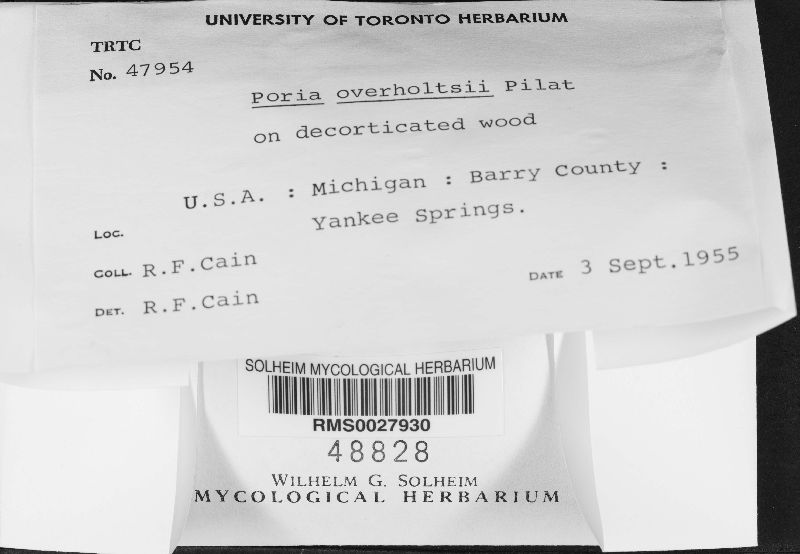 UNIVERSITY OF TORONTO HERBARIUM
TRTC
No. 47954
Poria overholtsii Pilat
on decorticated wood
U.S.A. : Michigan : Barry County :
LOC.
Yankee Springs.
COLL. R.F.Cain
DATE 3 Sept.1955
DET. R.F.Cain
SOLHEIM MYCOLOGICAL HERBARIUM
RMS0027930
48828
WILHELM G. SOLHEIM
MYCOLOGICAL HERBARIUM